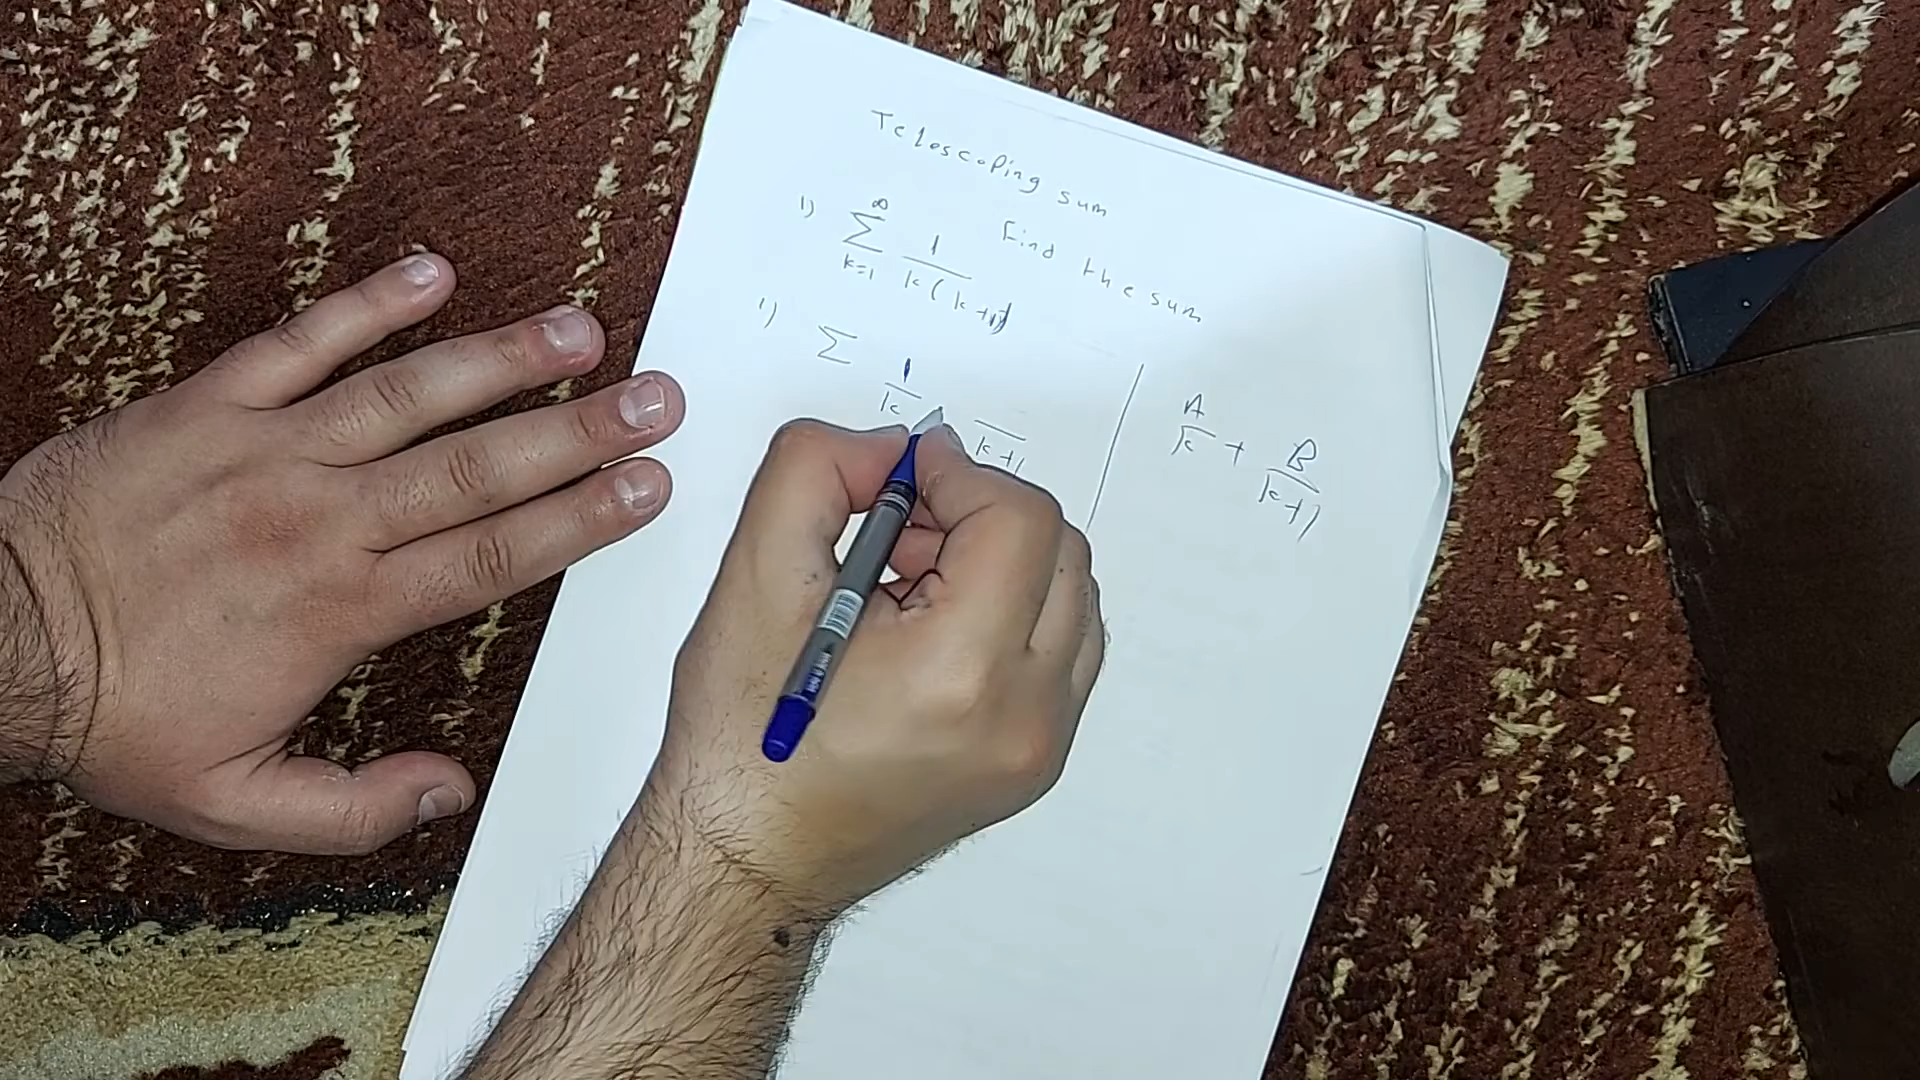 Telescoping sum
1) ∞ ∑ k=1 1/k(k+1) Find the sum
1) ∑ 1/k  /k+1 | A/k + B/k+1